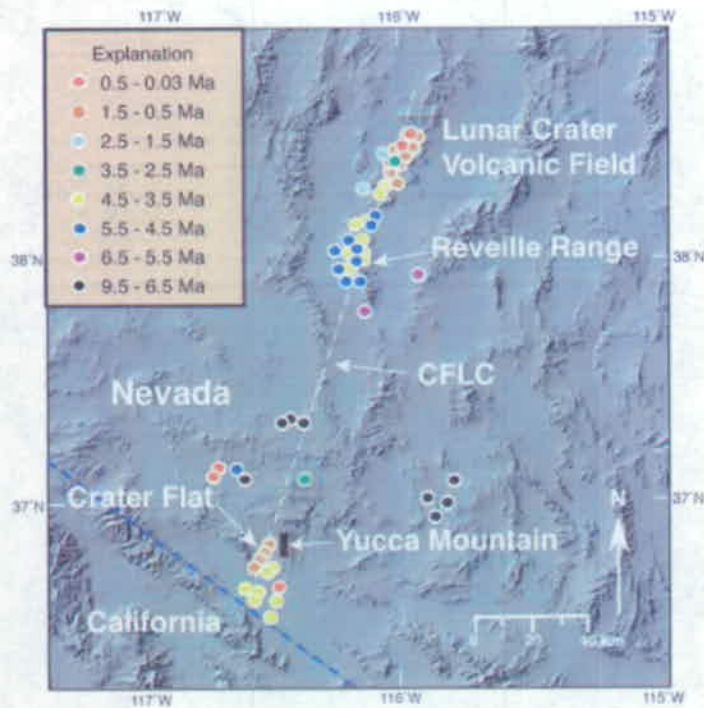 117°W
116°W
115°W
Explanation
0.5 - 0.03 Ma
1.5 - 0.5 Ma
2.5 - 1.5 Ma
3.5 - 2.5 Ma
4.5 - 3.5 Ma
5.5 - 4.5 Ma
6.5 - 5.5 Ma
9.5 - 6.5 Ma
Lunar Crater
Volcanic Field
38°N
Reveille Range
38°N
CFLC
Nevada
37°N
Crater Flat
Yucca Mountain
N
37°N
California
0
117°W
116°W
115°W